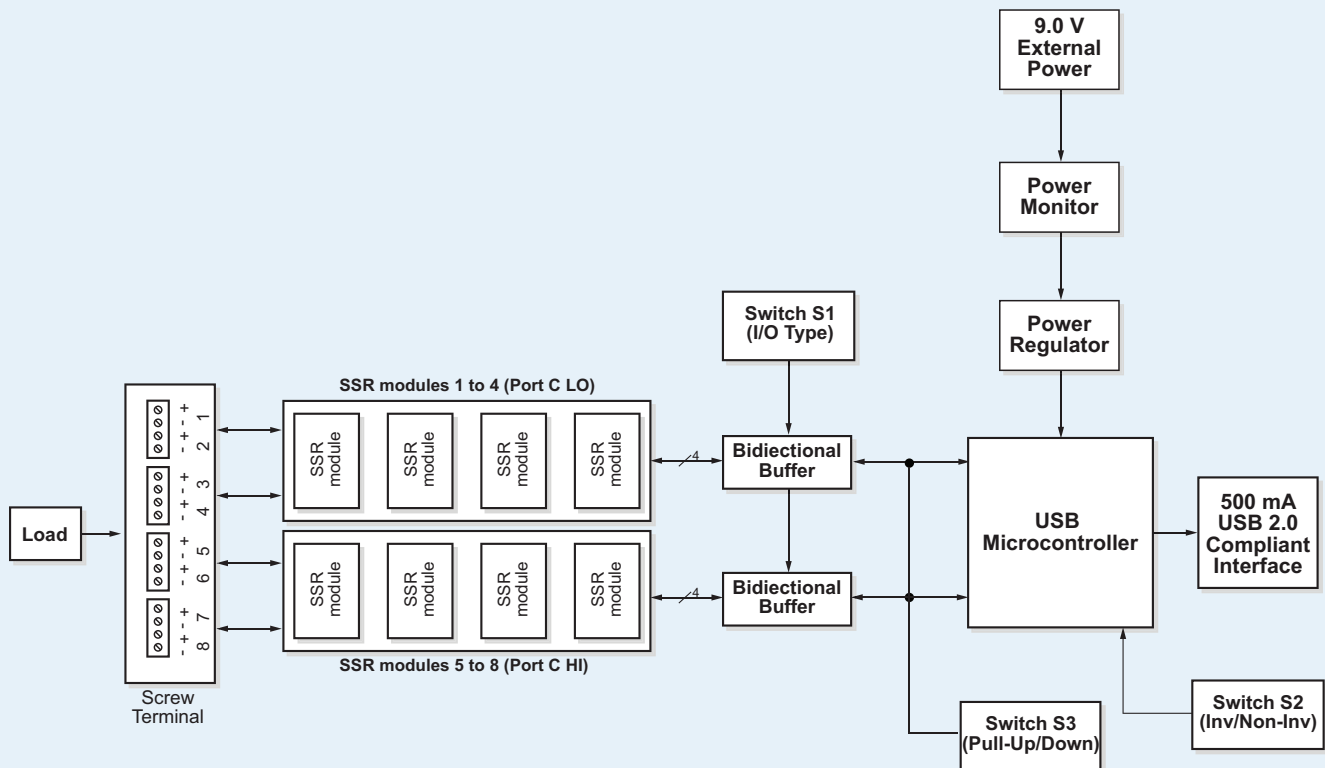 9.0 V
External
Power
Power
Monitor
Power
Regulator
Switch S1
(I/O Type)
SSR modules 1 to 4 (Port C LO)
SSR
module
SSR
module
SSR
module
SSR
module
Bidiectional
Buffer
+ 1
-
+ 2
-
+ 3
-
+ 4
-
+ 5
-
+ 6
-
+ 7
-
+ 8
-
Load
4
USB
Microcontroller
500 mA
USB 2.0
Compliant
Interface
SSR
module
SSR
module
SSR
module
SSR
module
4
Bidiectional
Buffer
SSR modules 5 to 8 (Port C HI)
Screw
Terminal
Switch S3
(Pull-Up/Down)
Switch S2
(Inv/Non-Inv)